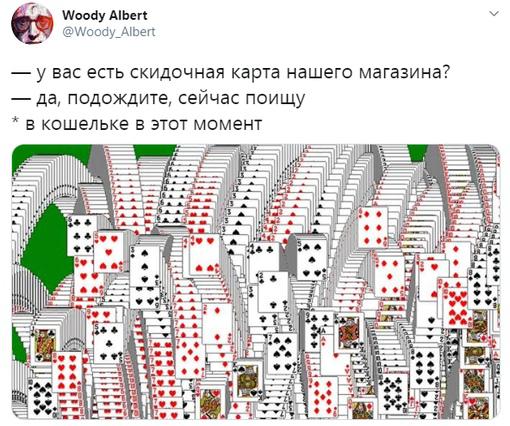 Woody Albert
@Woody_Albert
— у вас есть скидочная карта нашего магазина?
— да, подождите, сейчас поищу
* в кошельке в этот момент